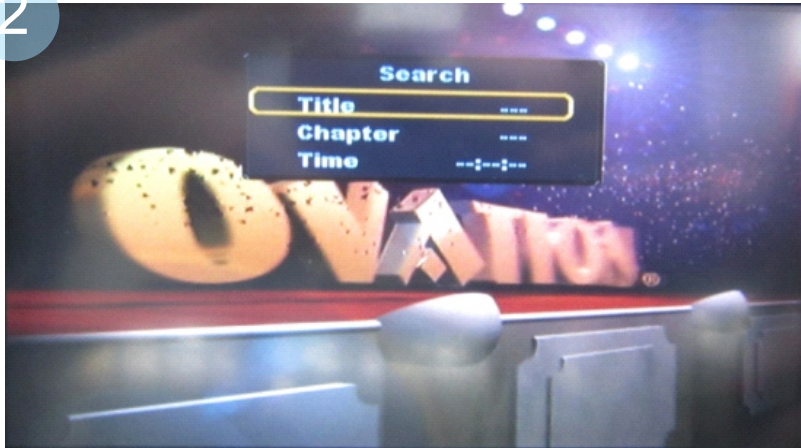 2
Search
Title ---
Chapter ---
Time --:--:--
OVATION®